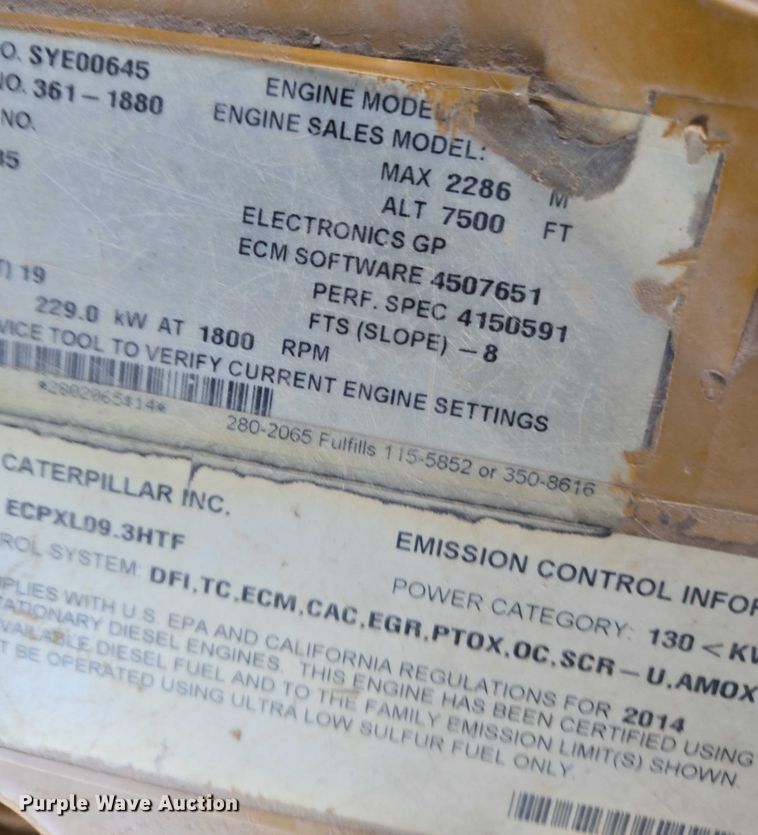 O. SYE00645
NO. 361-1880
NO.
ENGINE MODEL
ENGINE SALES MODEL:
MAX 2286 M
ALT 7500 FT
ELECTRONICS GP
ECM SOFTWARE 4507651
PERF. SPEC 4150591
FTS (SLOPE) -8
19
229.0 kW AT 1800 RPM
VICE TOOL TO VERIFY CURRENT ENGINE SETTINGS
*2802065#14*
280-2065 Fulfills 115-5852 or 350-8616
CATERPILLAR INC.
ECPXL09.3HTF
EMISSION CONTROL INFOR
POWER CATEGORY: 130 < KW
ROL SYSTEM: DFI,TC,ECM,CAC,EGR,PTOX,OC,SCR-U,AMOX
PLIES WITH U.S. EPA AND CALIFORNIA REGULATIONS FOR 2014
TATIONARY DIESEL ENGINES. THIS ENGINE HAS BEEN CERTIFIED USING
VAILABLE DIESEL FUEL AND TO THE FAMILY EMISSION LIMIT(S) SHOWN.
T BE OPERATED USING ULTRA LOW SULFUR FUEL ONLY.
Purple Wave Auction